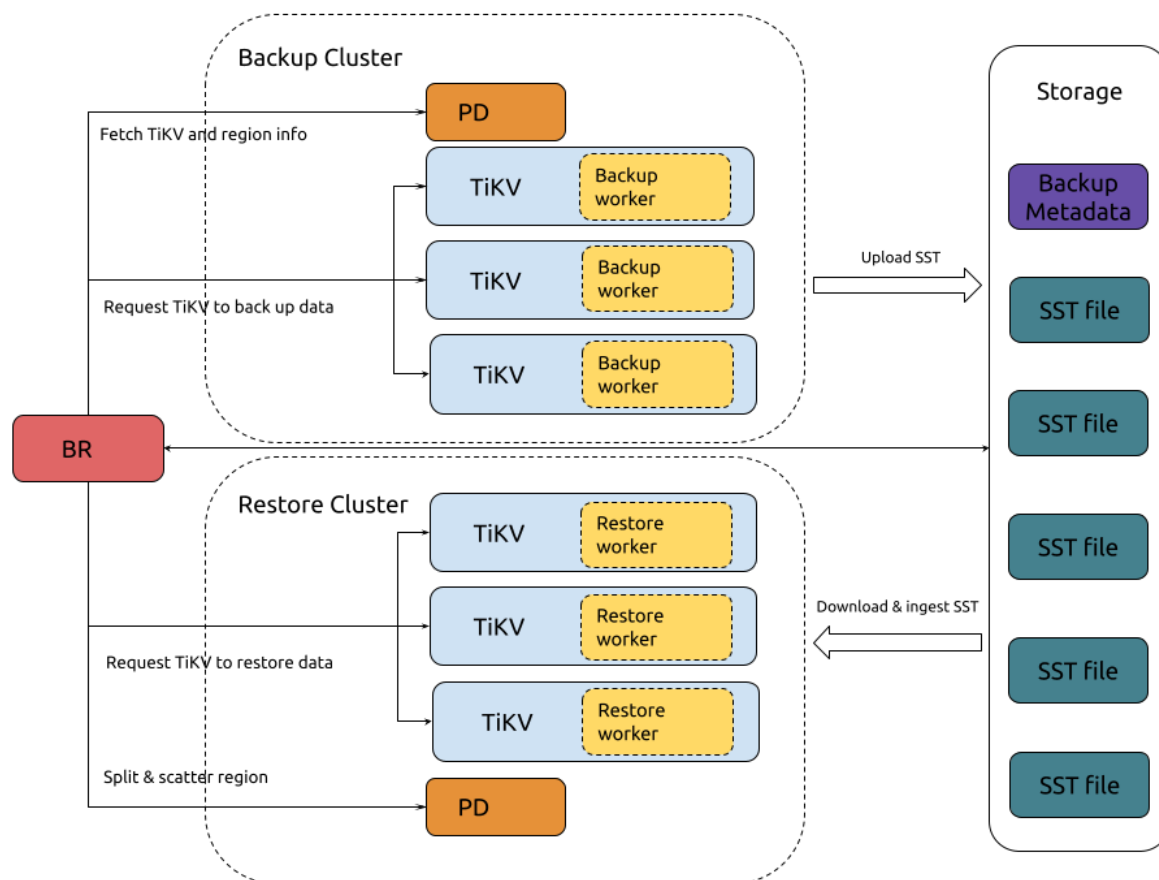 Backup Cluster
PD
Fetch TiKV and region info
TiKV
Backup
worker
TiKV
Backup
worker
Request TiKV to back up data
TiKV
Backup
worker
BR
Restore Cluster
TiKV
Restore
worker
TiKV
Restore
worker
Request TiKV to restore data
TiKV
Restore
worker
Split & scatter region
PD
Upload SST
Download & ingest SST
Storage
Backup
Metadata
SST file
SST file
SST file
SST file
SST file